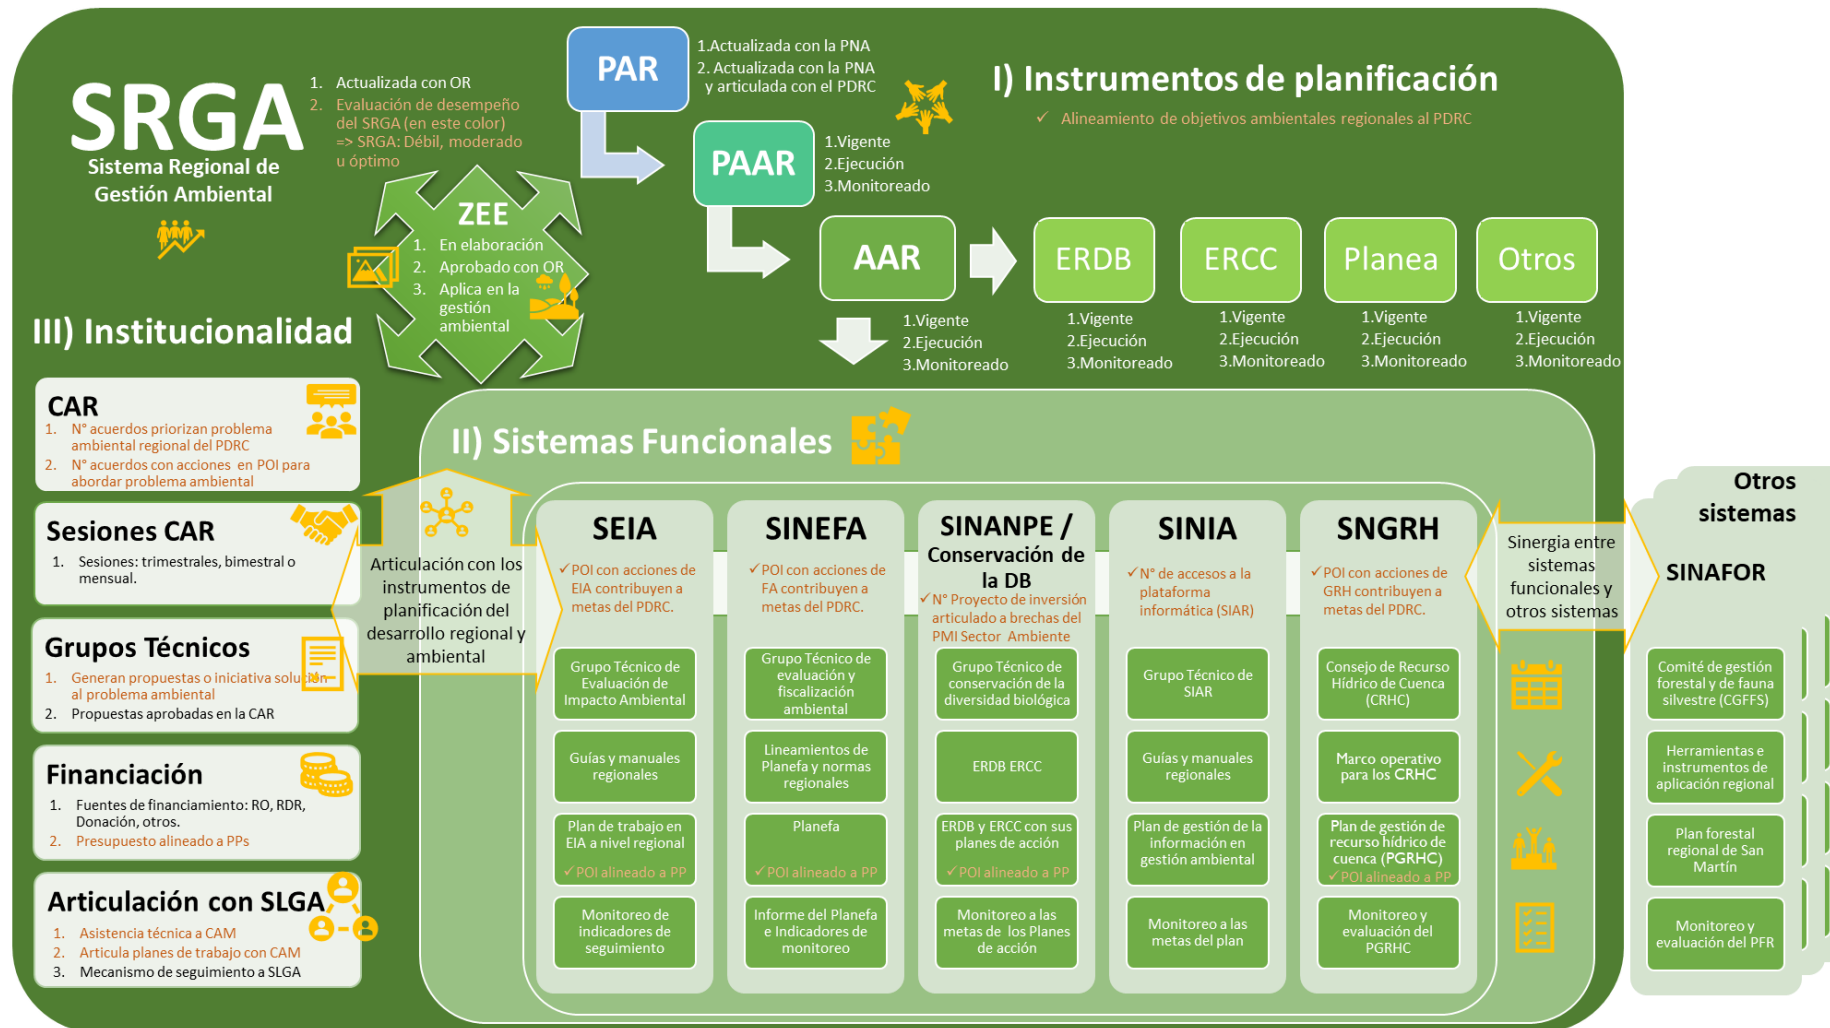 SRGA
Sistema Regional de
Gestión Ambiental
1. Actualizada con OR
2. Evaluación de desempeño
del SRGA (en este color)
=> SRGA: Débil, moderado
u óptimo
PAR
1.Actualizada con la PNA
2. Actualizada con la PNA
y articulada con el PDRC
I) Instrumentos de planificación
✓ Alineamiento de objetivos ambientales regionales al PDRC
PAAR
1.Vigente
2.Ejecución
3.Monitoreado
ZEE
1. En elaboración
2. Aprobado con OR
3. Aplica en la
gestión
ambiental
AAR
1.Vigente
2.Ejecución
3.Monitoreado
ERDB
1.Vigente
2.Ejecución
3.Monitoreado
ERCC
1.Vigente
2.Ejecución
3.Monitoreado
Planea
1.Vigente
2.Ejecución
3.Monitoreado
Otros
1.Vigente
2.Ejecución
3.Monitoreado
III) Institucionalidad
CAR
1. N° acuerdos priorizan problema
ambiental regional del PDRC
2. N° acuerdos con acciones en POI para
abordar problema ambiental
Sesiones CAR
1. Sesiones: trimestrales, bimestral o
mensual.
Grupos Técnicos
1. Generan propuestas o iniciativa solución
al problema ambiental
2. Propuestas aprobadas en la CAR
Financiación
1. Fuentes de financiamiento: RO, RDR,
Donación, otros.
2. Presupuesto alineado a PPs
Articulación con SLGA
1. Asistencia técnica a CAM
2. Articula planes de trabajo con CAM
3. Mecanismo de seguimiento a SLGA
Articulación con los
instrumentos de
planificación del
desarrollo regional y
ambiental
II) Sistemas Funcionales
SEIA
✓POI con acciones de
EIA contribuyen a
metas del PDRC.
Grupo Técnico de
Evaluación de
Impacto Ambiental
Guías y manuales
regionales
Plan de trabajo en
EIA a nivel regional
✓POI alineado a PP
Monitoreo de
indicadores de
seguimiento
SINEFA
✓POI con acciones de
FA contribuyen a
metas del PDRC.
Grupo Técnico de
evaluación y
fiscalización
ambiental
Lineamientos de
Planefa y normas
regionales
Planefa
✓POI alineado a PP
Informe del Planefa
e Indicadores de
monitoreo
SINANPE /
Conservación de
la DB
✓N° Proyecto de inversión
articulado a brechas del
PMI Sector Ambiente
Grupo Técnico de
conservación de la
diversidad biológica
ERDB ERCC
ERDB y ERCC con sus
planes de acción
✓POI alineado a PP
Monitoreo a las
metas de los Planes
de acción
SINIA
✓N° de accesos a la
plataforma
informática (SIAR)
Grupo Técnico de
SIAR
Guías y manuales
regionales
Plan de gestión de la
información en
gestión ambiental
Monitoreo a las
metas del plan
SNGRH
✓POI con acciones de
GRH contribuyen a
metas del PDRC.
Consejo de Recurso
Hídrico de Cuenca
(CRHC)
Marco operativo
para los CRHC
Plan de gestión de
recurso hídrico de
cuenca (PGRHC)
✓POI alineado a PP
Monitoreo y
evaluación del
PGRHC
Sinergia entre
sistemas
funcionales y
otros sistemas
Otros
sistemas
SINAFOR
Comité de gestión
forestal y de fauna
silvestre (CGFFS)
Herramientas e
instrumentos de
aplicación regional
Plan forestal
regional de San
Martín
Monitoreo y
evaluación del PFR